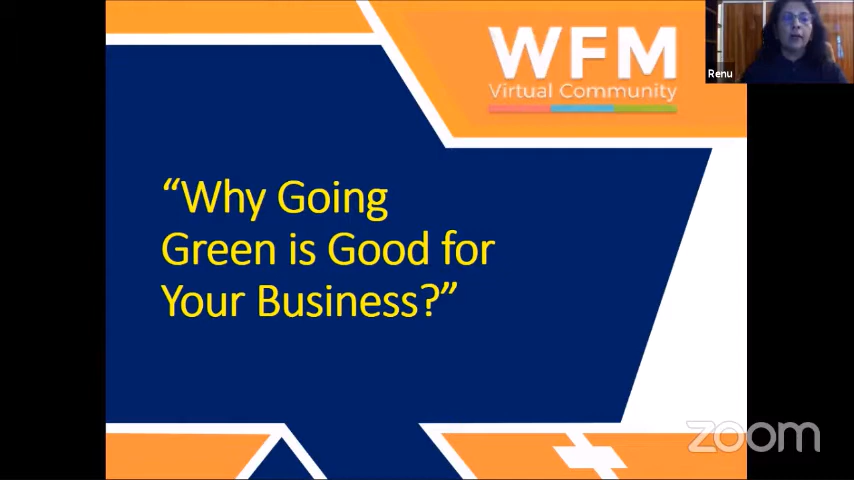 WFM
Virtual Community
Renu
“Why Going
Green is Good for
Your Business?”
zoom